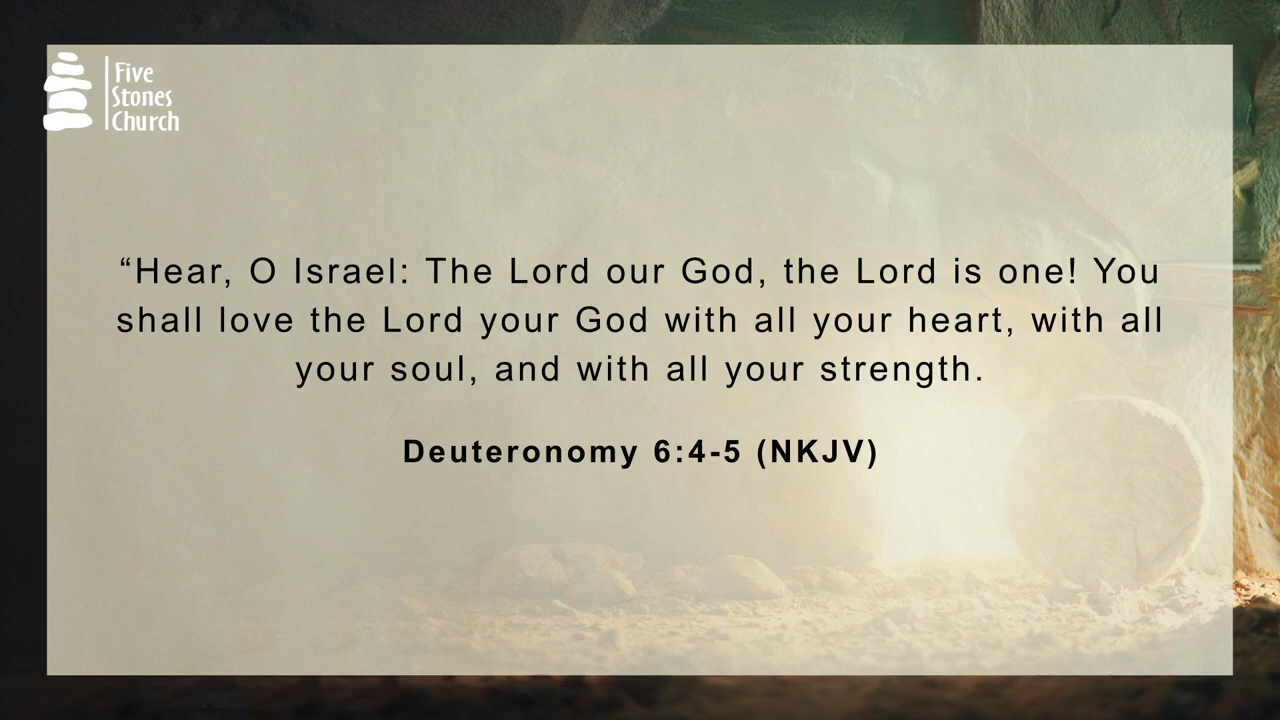 Five
Stones
Church
“Hear, O Israel: The Lord our God, the Lord is one! You
shall love the Lord your God with all your heart, with all
your soul, and with all your strength.
Deuteronomy 6:4-5 (NKJV)